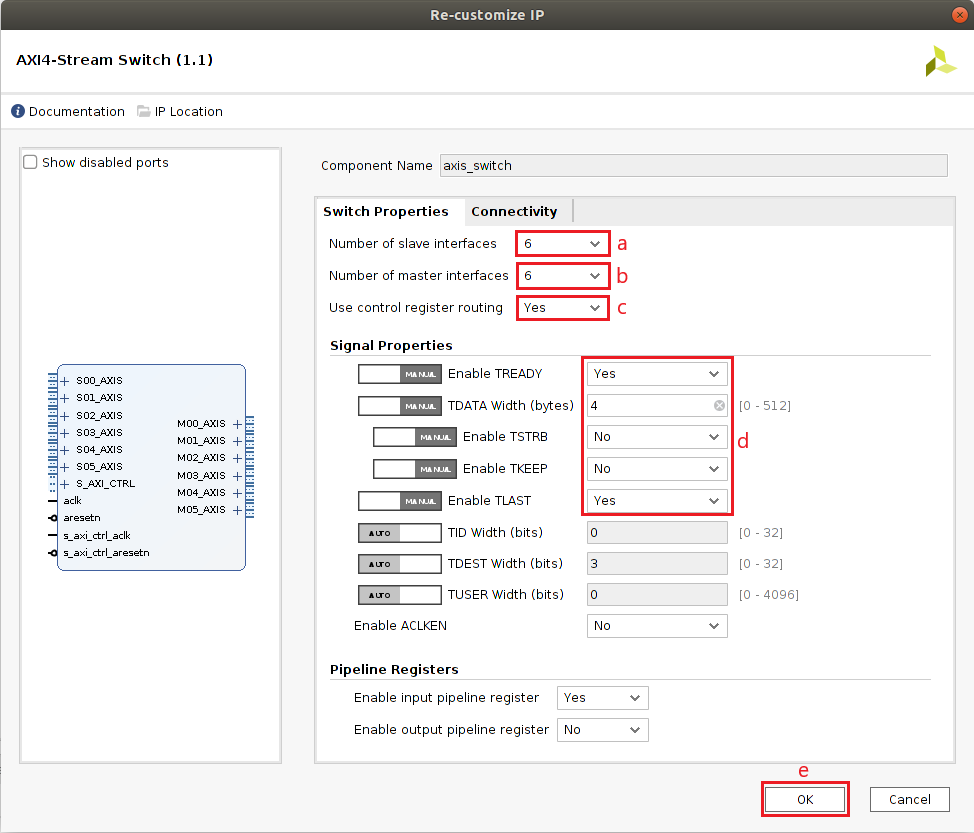 Re-customize IP
AXI4-Stream Switch (1.1)
Documentation IP Location
Show disabled ports
S00_AXIS
S01_AXIS
S02_AXIS
S03_AXIS
S04_AXIS
S05_AXIS
S_AXI_CTRL
aclk
aresetn
s_axi_ctrl_aclk
s_axi_ctrl_aresetn
M00_AXIS
M01_AXIS
M02_AXIS
M03_AXIS
M04_AXIS
M05_AXIS
Component Name axis_switch
Switch Properties Connectivity
Number of slave interfaces 6 a
Number of master interfaces 6 b
Use control register routing Yes c
Signal Properties
MANUAL Enable TREADY Yes
MANUAL TDATA Width (bytes) 4 [0 - 512]
MANUAL Enable TSTRB No d
MANUAL Enable TKEEP No
MANUAL Enable TLAST Yes
AUTO TID Width (bits) 0 [0 - 32]
AUTO TDEST Width (bits) 3 [0 - 32]
AUTO TUSER Width (bits) 0 [0 - 4096]
Enable ACLKEN No
Pipeline Registers
Enable input pipeline register Yes
Enable output pipeline register No
e
OK Cancel